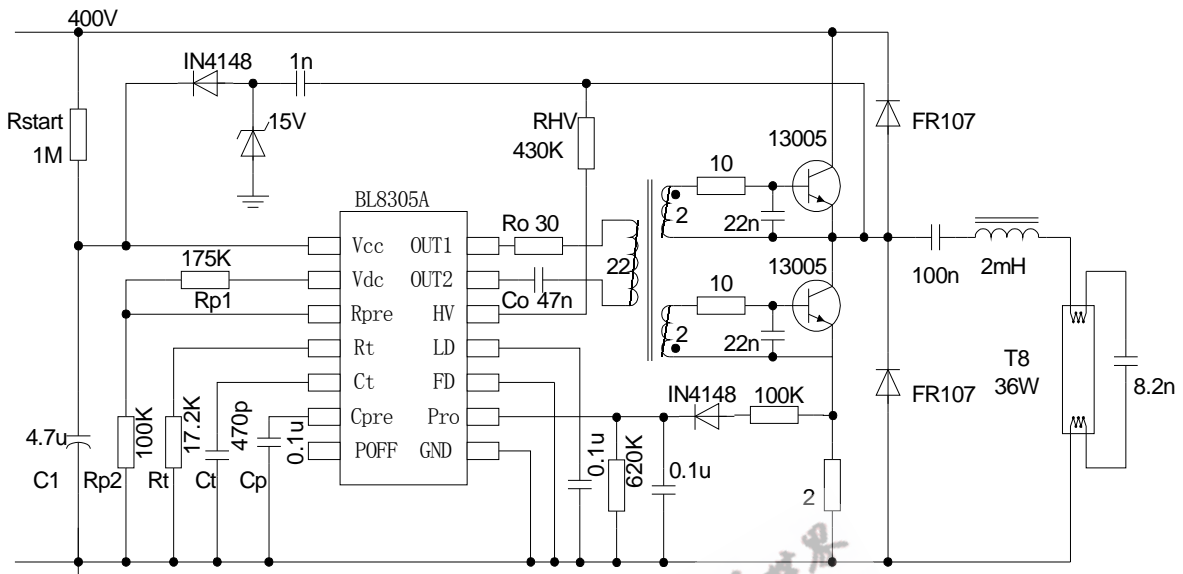 400V
IN4148
1n
Rstart
1M
15V
RHV
430K
13005
FR107
10
BL8305A
Ro 30
2
22n
Vcc
OUT1
175K
Vdc
OUT2
22
Co 47n
Rp1
Rpre
HV
10
13005
100n
2mH
Rt
LD
2
22n
Ct
FD
IN4148
100K
FR107
T8
36W
8.2n
Cpre
Pro
POFF
GND
4.7u
100K
17.2K
470p
0.1u
0.1u
620K
0.1u
C1
Rp2
Rt
Ct
Cp
2